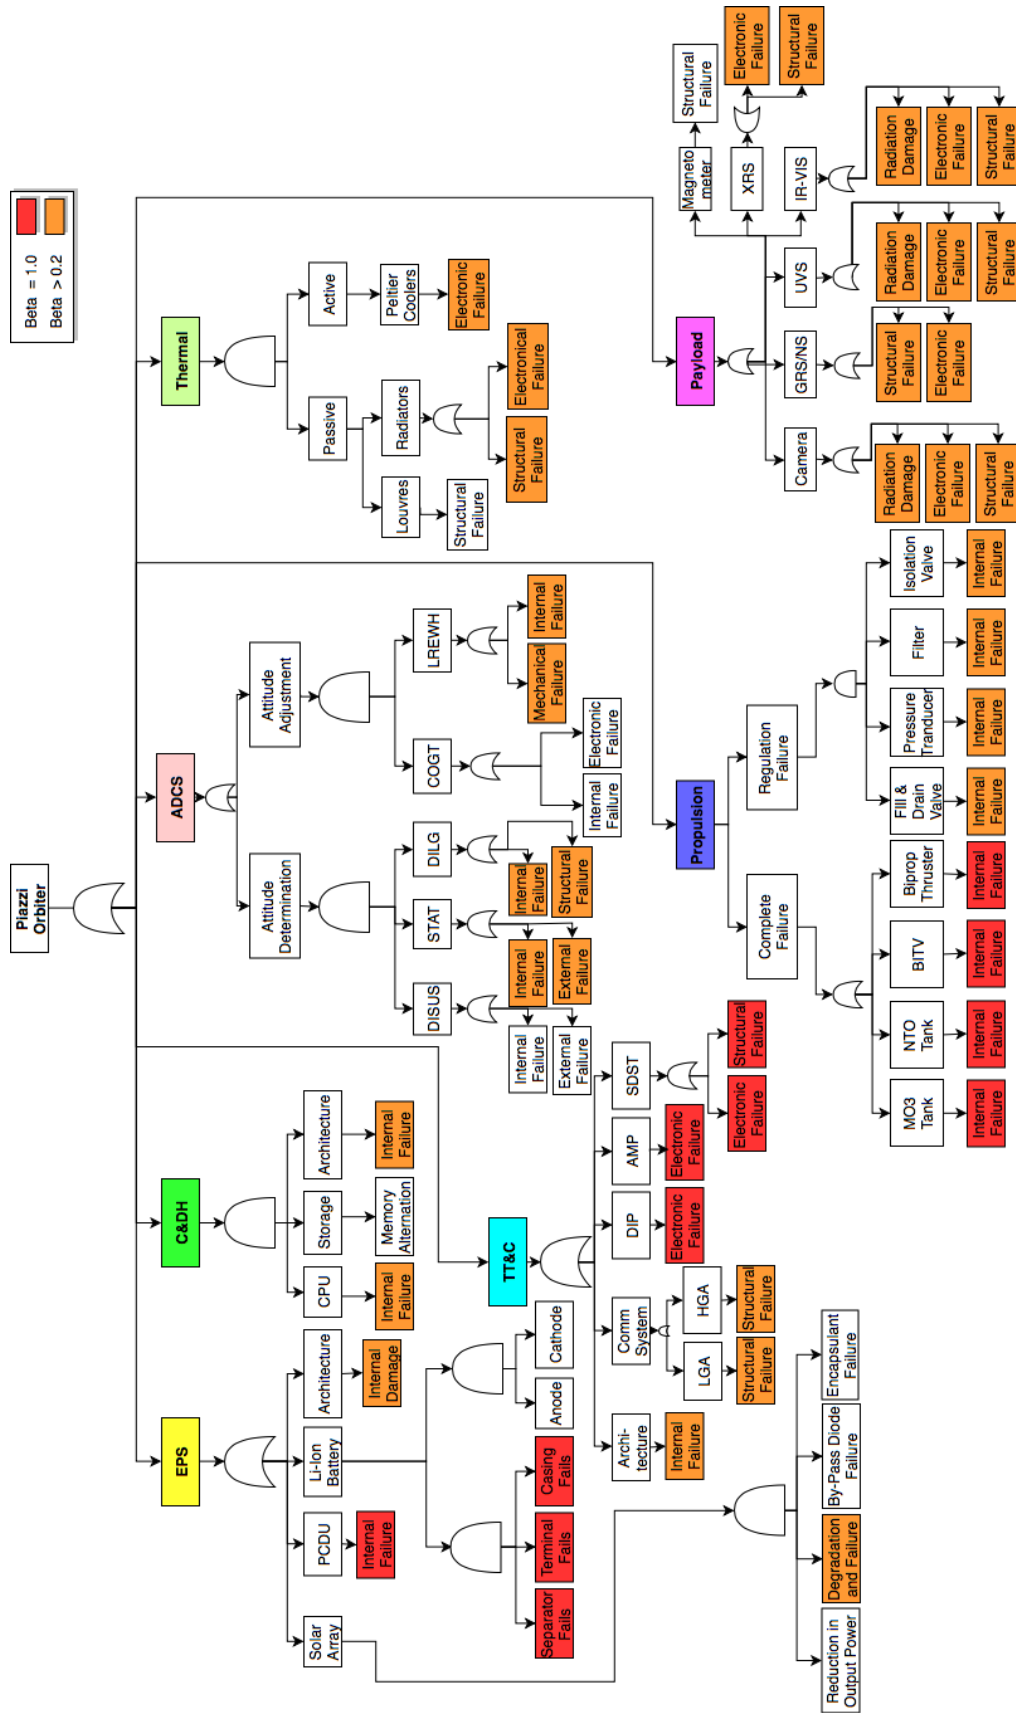 Piazzi
Orbiter
Beta = 1.0
Beta > 0.2
EPS
Solar
Array
PCDU
Internal
Failure
Li-Ion
Battery
Architecture
Internal
Damage
Separator
Fails
Terminal
Fails
Casing
Fails
Anode
Cathode
Reduction in
Output Power
Degradation
and Failure
By-Pass Diode
Failure
Encapsulant
Failure
C&DH
CPU
Internal
Failure
Storage
Memory
Alternation
Architecture
Internal
Failure
TT&C
Archi-
tecture
Internal
Failure
Comm
System
LGA
Structural
Failure
HGA
Structural
Failure
DIP
Electronic
Failure
AMP
Electronic
Failure
SDST
Electronic
Failure
Structural
Failure
ADCS
Attitude
Determination
DISUS
Internal
Failure
External
Failure
STAT
Internal
Failure
External
Failure
DILG
Internal
Failure
Structural
Failure
Attitude
Adjustment
COGT
Internal
Failure
Electronic
Failure
LREWH
Mechanical
Failure
Internal
Failure
Propulsion
Complete
Failure
MO3
Tank
Internal
Failure
NTO
Tank
Internal
Failure
BITV
Internal
Failure
Biprop
Thruster
Internal
Failure
Regulation
Failure
Fill &
Drain
Valve
Internal
Failure
Pressure
Tranducer
Internal
Failure
Filter
Internal
Failure
Isolation
Valve
Internal
Failure
Thermal
Passive
Louvres
Structural
Failure
Radiators
Structural
Failure
Electronical
Failure
Active
Peltier
Coolers
Electronic
Failure
Payload
Camera
Radiation
Damage
Electronic
Failure
Structural
Failure
GRS/NS
Structural
Failure
Electronic
Failure
UVS
Radiation
Damage
Electronic
Failure
Structural
Failure
IR-VIS
Radiation
Damage
Electronic
Failure
Structural
Failure
XRS
Electronic
Failure
Structural
Failure
Magneto
meter
Structural
Failure